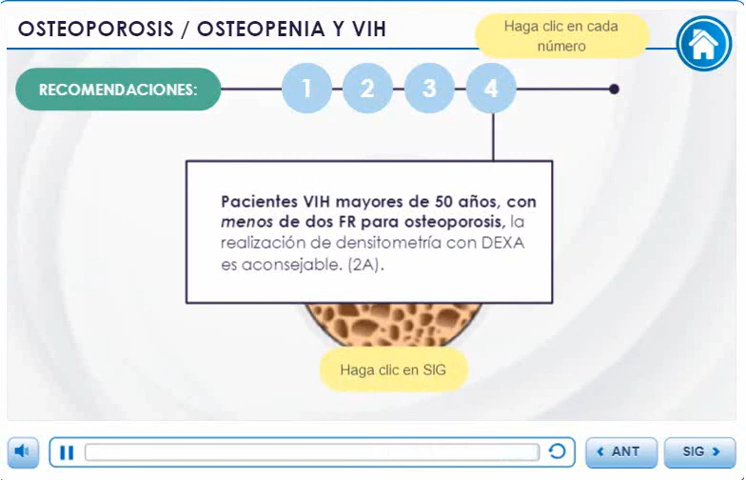 OSTEOPOROSIS / OSTEOPENIA Y VIH
Haga clic en cada
número
RECOMENDACIONES:
1 2 3 4
Pacientes VIH mayores de 50 años, con
menos de dos FR para osteoporosis, la
realización de densitometría con DEXA
es aconsejable. (2A).
Haga clic en SIG
ANT
SIG